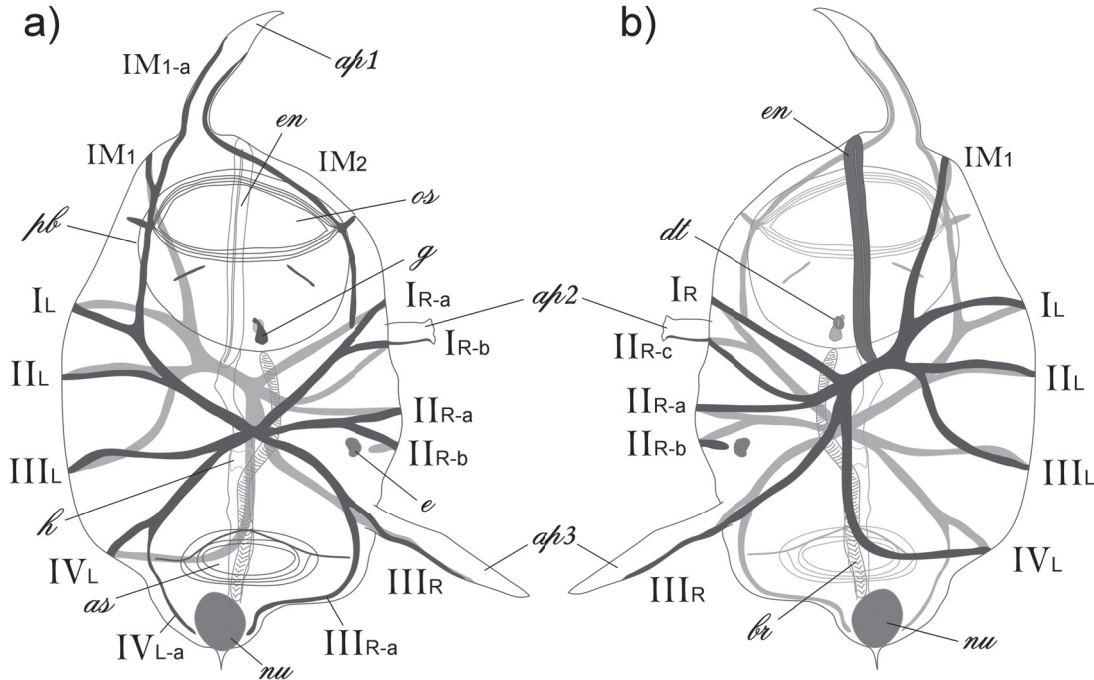 a)
IM1-a
ap1
en
IM1
IM2
pb
os
g
IL
IR-a
ap2
IR-b
IIL
IIR-a
IIR-b
IIIL
e
h
ap3
IVL
IIIR
as
IVL-a
nu
IIIR-a
b)
en
IM1
dt
IR
IL
IIR-c
IIL
IIR-a
IIR-b
IIIL
IVL
IIIR
br
nu